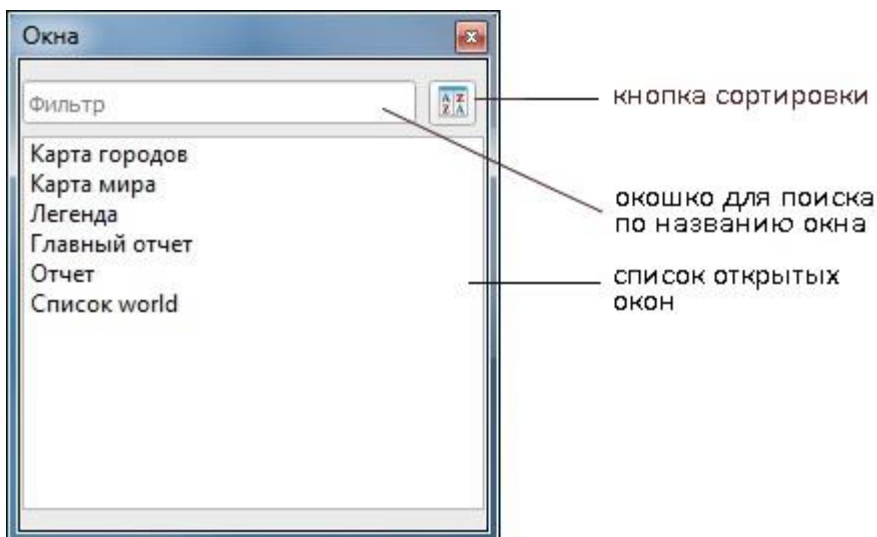 Окна
Фильтр
A Z
Z A
кнопка сортировки
Карта городов
Карта мира
Легенда
Главный отчет
Отчет
Список world
окошко для поиска
по названию окна
список открытых
окон